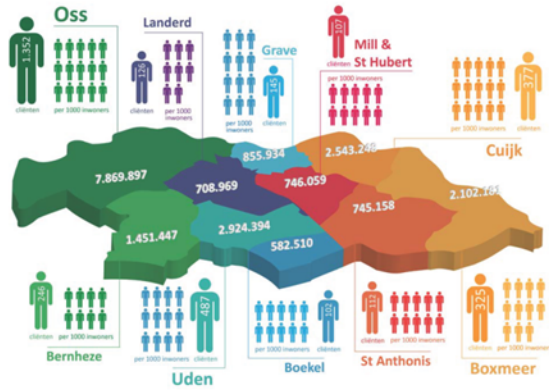 Oss
1.352
cliënten
per 1000 inwoners
Landerd
126
cliënten
per 1000 inwoners
Grave
145
per 1000 inwoners
cliënten
107
cliënten
Mill &
St Hubert
per 1000 inwoners
377
per 1000 inwoners
cliënten
Cuijk
7.869.897
855.934
2.543.248
708.969
746.059
2.102.181
745.158
1.451.447
2.924.394
582.510
246
cliënten
per 1000 inwoners
Bernheze
487
per 1000 inwoners
cliënten
Uden
102
per 1000 inwoners
cliënten
Boekel
112
cliënten
per 1000 inwoners
St Anthonis
325
cliënten
per 1000 inwoners
Boxmeer